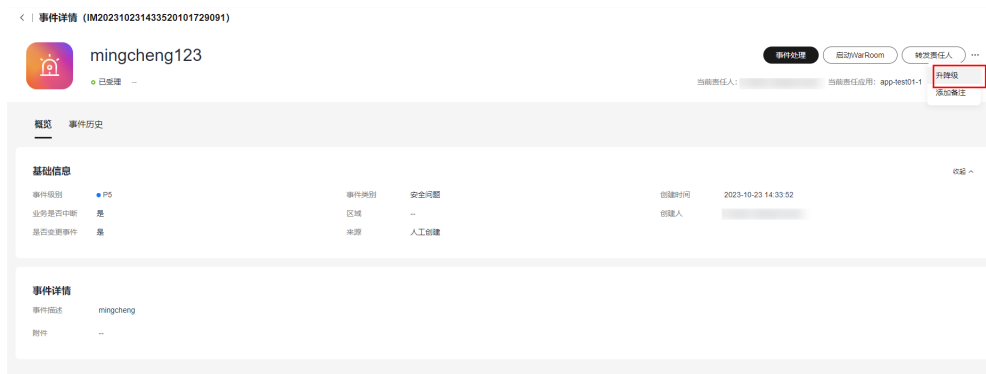 事件详情（IM20231023143352​0101729091）
mingcheng123
事件处理 启动WarRoom 转发责任人 ...
已受理 --
当前责任人: 当前责任应用: app-test01-1
升降级
添加备注
概览 事件历史
基础信息 收起
事件级别 P5 事件类别 安全问题 创建时间 2023-10-23 14:33:52
业务是否中断 是 区域 -- 创建人
是否变更事件 是 来源 人工创建
事件详情
事件描述 mingcheng
附件 --